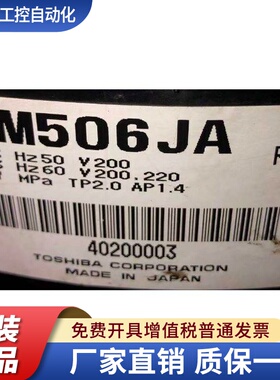 工控自动化
M506JA
Hz50 V200
Hz60 V200.220
MPa TP2.0 AP1.4
40200003
TOSHIBA CORPORATION
MADE IN JAPAN
免费开具增值税普通发票
厂家直销 质保一年